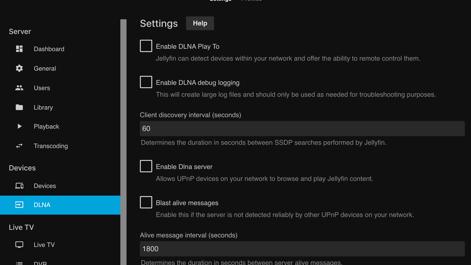 Settings
Server
Dashboard
General
Users
Library
Playback
Transcoding
Devices
Devices
DLNA
Live TV
Live TV
DVR
Settings Help
Enable DLNA Play To
Jellyfin can detect devices within your network and offer the ability to remote control them.
Enable DLNA debug logging
This will create large log files and should only be used as needed for troubleshooting purposes.
Client discovery interval (seconds)
60
Determines the duration in seconds between SSDP searches performed by Jellyfin.
Enable Dlna server
Allows UPnP devices on your network to browse and play Jellyfin content.
Blast alive messages
Enable this if the server is not detected reliably by other UPnP devices on your network.
Alive message interval (seconds)
1800
Determines the duration in seconds between server alive messages.